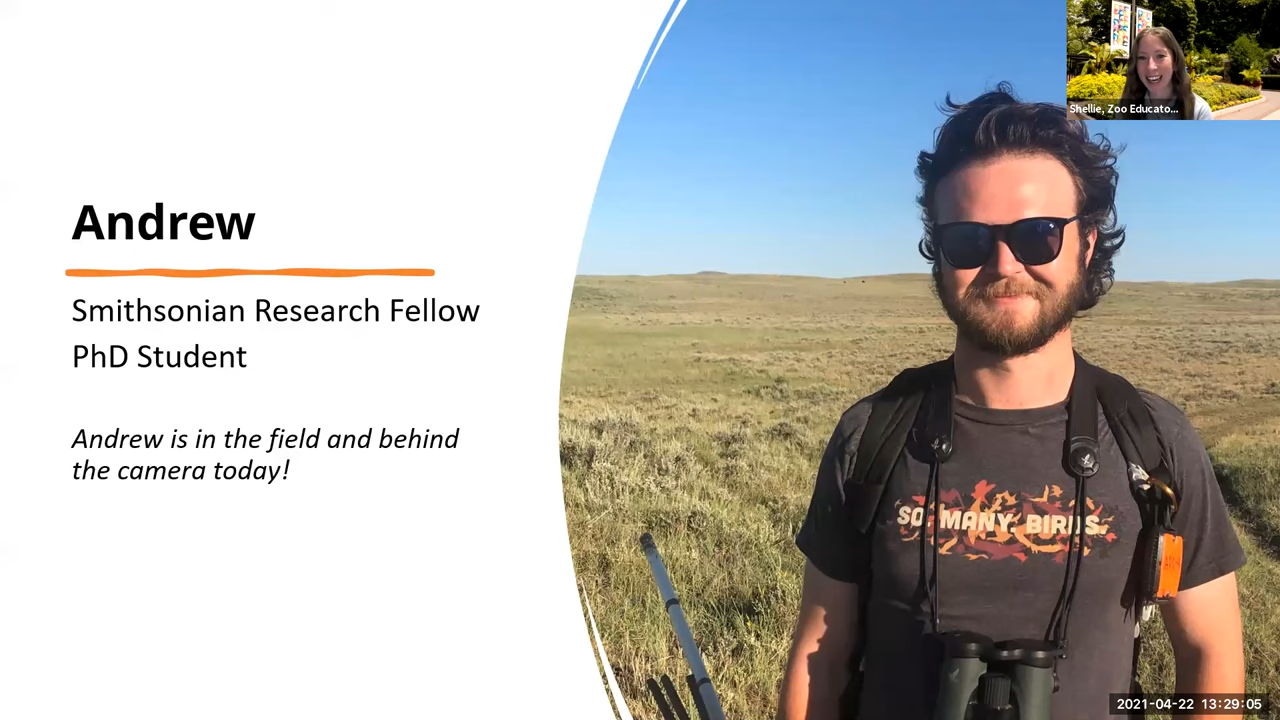 Shellie, Zoo Educato...
Andrew
Smithsonian Research Fellow
PhD Student
Andrew is in the field and behind
the camera today!
SO. MANY. BIRDS.
2021-04-22 13:29:05